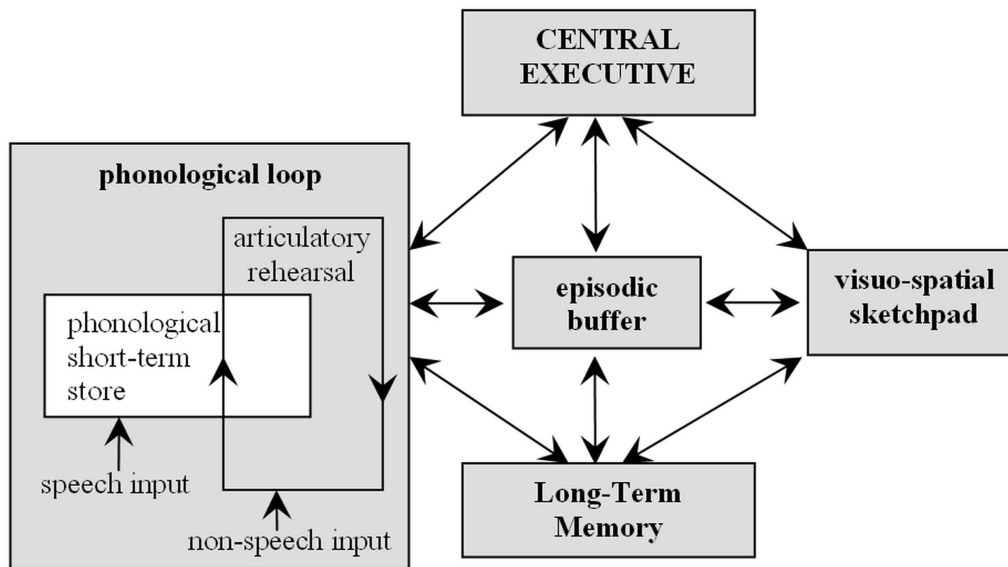 CENTRAL
EXECUTIVE
phonological loop
articulatory
rehearsal
phonological
short-term
store
speech input
non-speech input
episodic
buffer
visuo-spatial
sketchpad
Long-Term
Memory